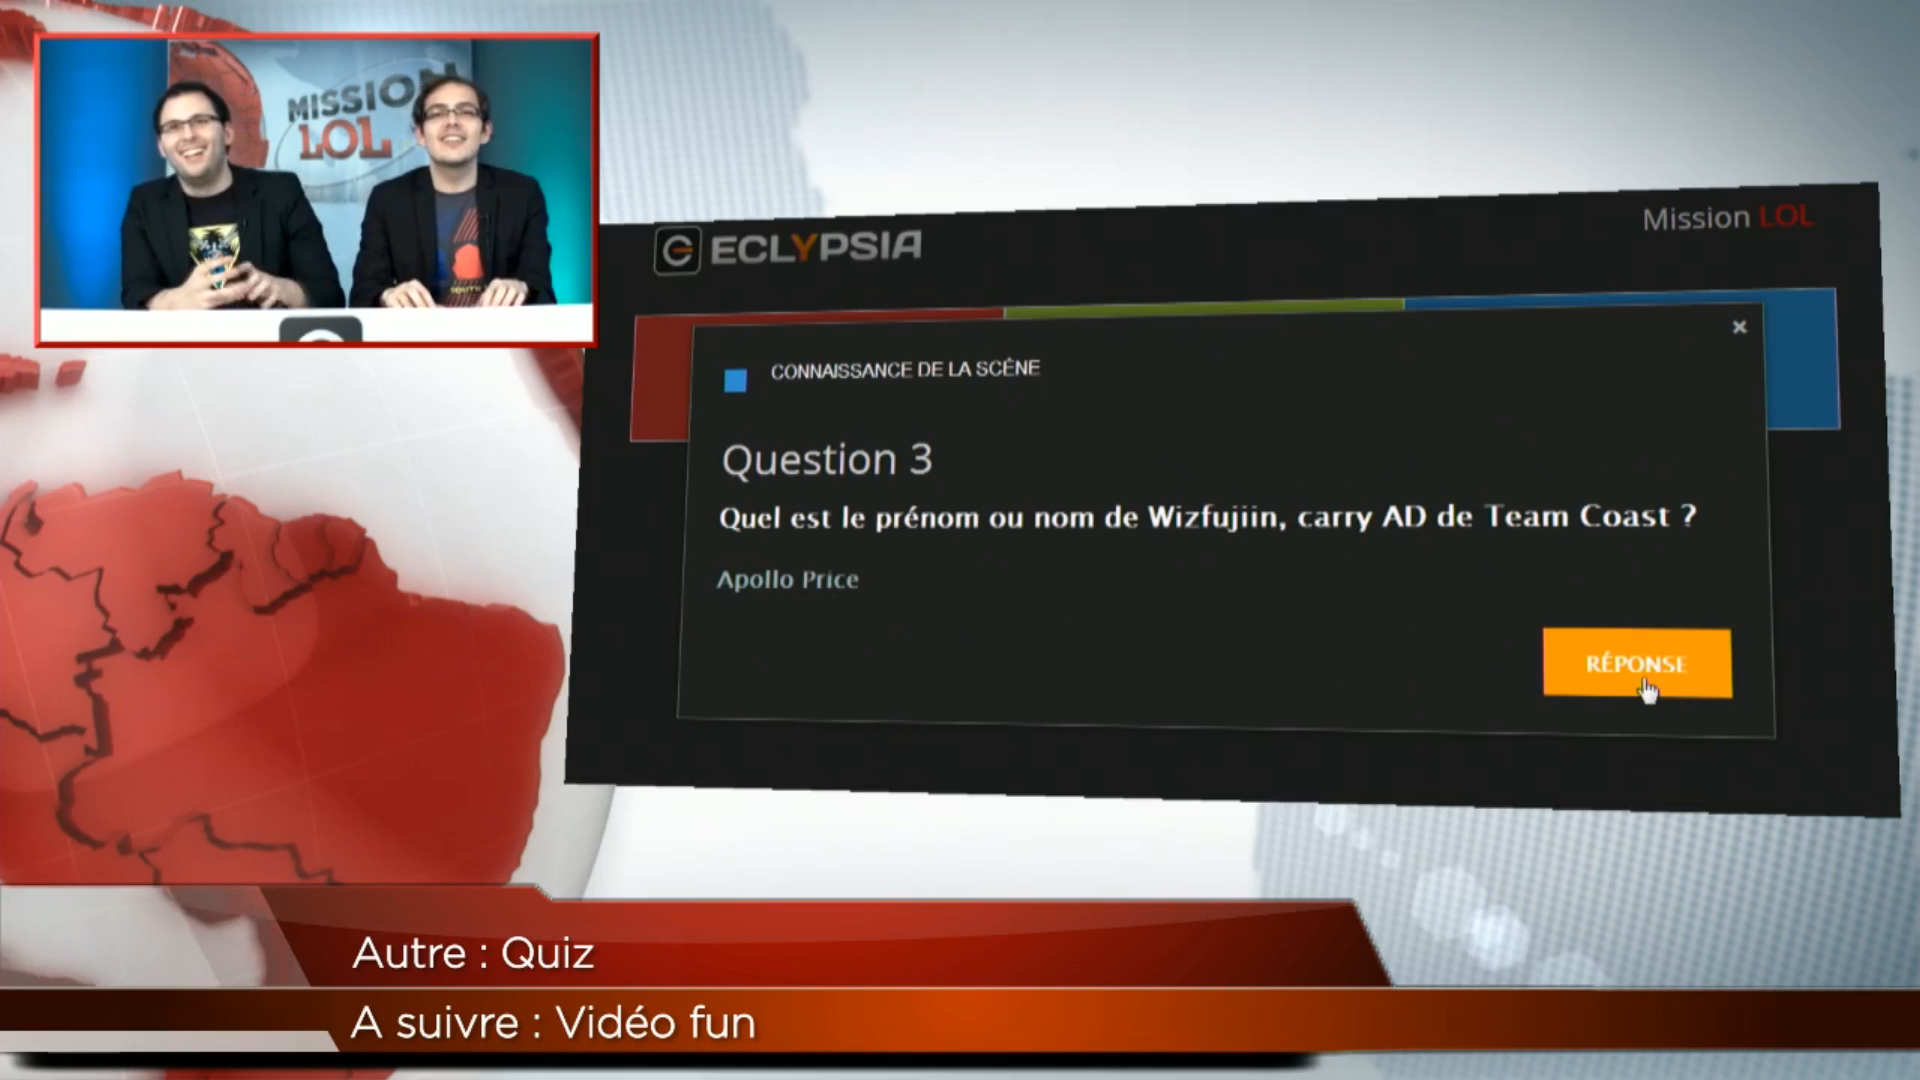 MISSION
LOL
ECLYPSIA
Mission LOL
×
CONNAISSANCE DE LA SCÈNE
Question 3
Quel est le prénom ou nom de Wizfujiin, carry AD de Team Coast ?
Apollo Price
RÉPONSE
Autre : Quiz
A suivre : Vidéo fun